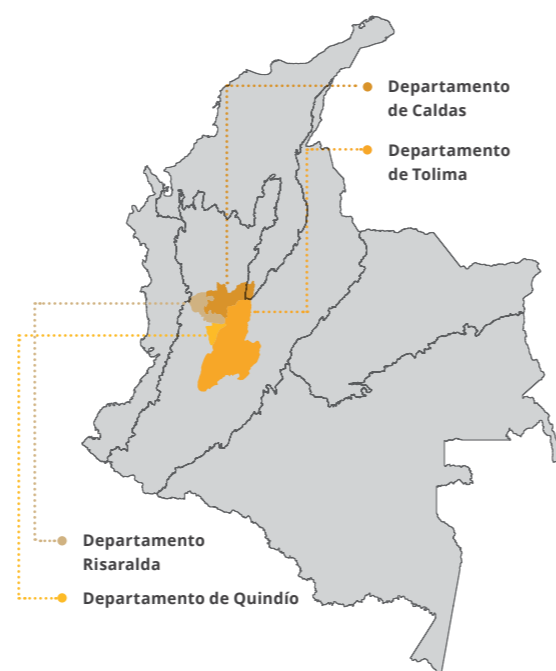 Departamento
de Caldas
Departamento
de Tolima
Departamento
Risaralda
Departamento de Quindío